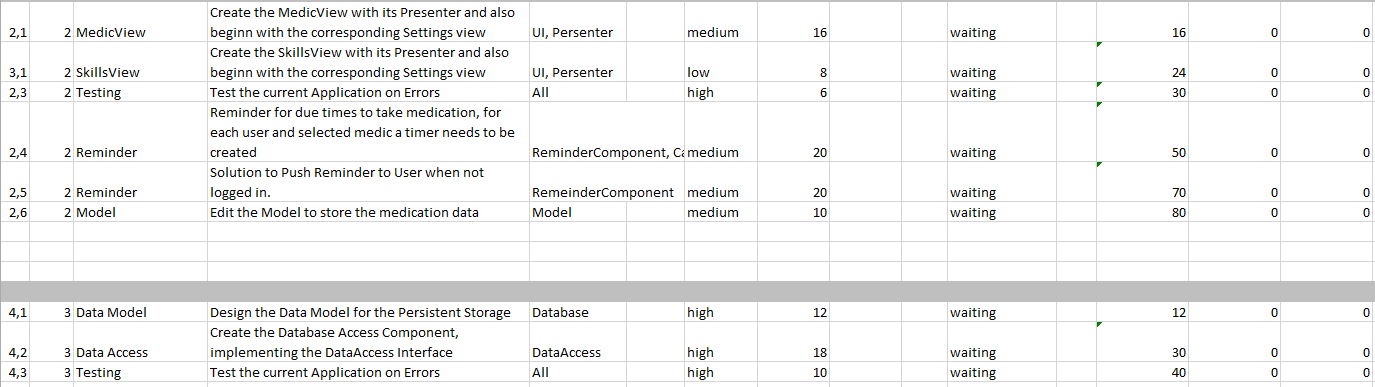 Create the MedicView with its Presenter and also
2,1 2 MedicView beginn with the corresponding Settings view UI, Persenter medium 16 waiting 16 0 0
Create the SkillsView with its Presenter and also
3,1 2 SkillsView beginn with the corresponding Settings view UI, Persenter low 8 waiting 24 0 0
2,3 2 Testing Test the current Application on Errors All high 6 waiting 30 0 0
Reminder for due times to take medication, for
each user and selected medic a timer needs to be
2,4 2 Reminder created ReminderComponent, Ca medium 20 waiting 50 0 0
Solution to Push Reminder to User when not
2,5 2 Reminder logged in. RemeinderComponent medium 20 waiting 70 0 0
2,6 2 Model Edit the Model to store the medication data Model medium 10 waiting 80 0 0
4,1 3 Data Model Design the Data Model for the Persistent Storage Database high 12 waiting 12 0 0
Create the Database Access Component,
4,2 3 Data Access implementing the DataAccess Interface DataAccess high 18 waiting 30 0 0
4,3 3 Testing Test the current Application on Errors All high 10 waiting 40 0 0